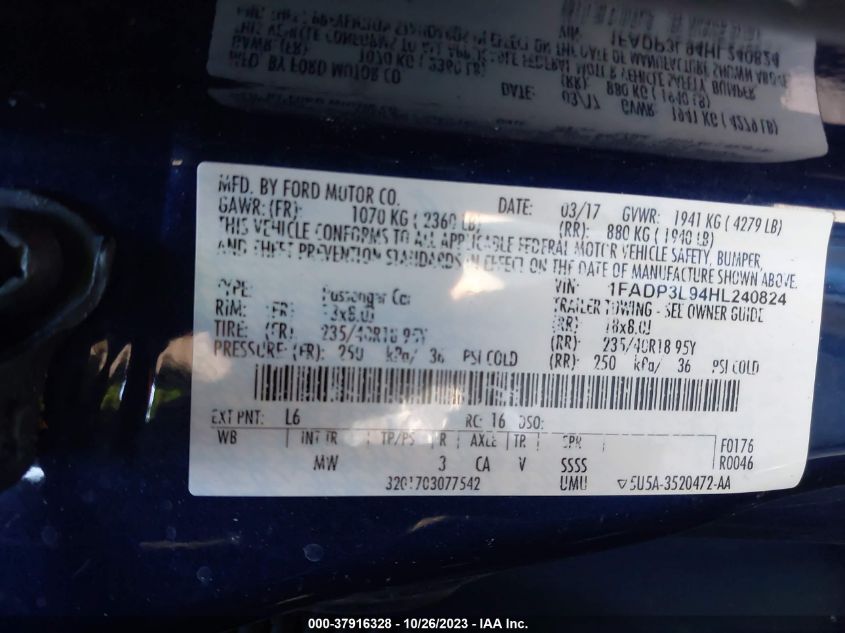 MFD. BY FORD MOTOR CO. DATE: 03/17 GVWR: 1941 KG ( 4279 LB)
GAWR: (FR): 1070 KG ( 2360 LB) (RR): 880 KG ( 1940 LB)
THIS VEHICLE CONFORMS TO ALL APPLICABLE FEDERAL MOTOR VEHICLE SAFETY, BUMPER,
AND THEFT PREVENTION STANDARDS IN EFFECT ON THE DATE OF MANUFACTURE SHOWN ABOVE.
VIN: 1FADP3L94HL240824
TYPE: Passenger Car TRAILER TOWING - SEE OWNER GUIDE
RIM: (FR) 18x8.0J (RR) 18x8.0J
TIRE: (FR): 235/40R18 95Y (RR): 235/40R18 95Y
PRESSURE: (FR): 250 kPa/ 36 PSI COLD (RR): 250 kPa/ 36 PSI COLD
EXT PNT: L6 RC: 16 DSO:
WB INT TR TP/PS R AXLE TR SPR F0176
MW 3 CA V SSSS R0046
3201703077542 UMU 5U5A-3520472-AA
000-37916328 - 10/26/2023 - IAA Inc.